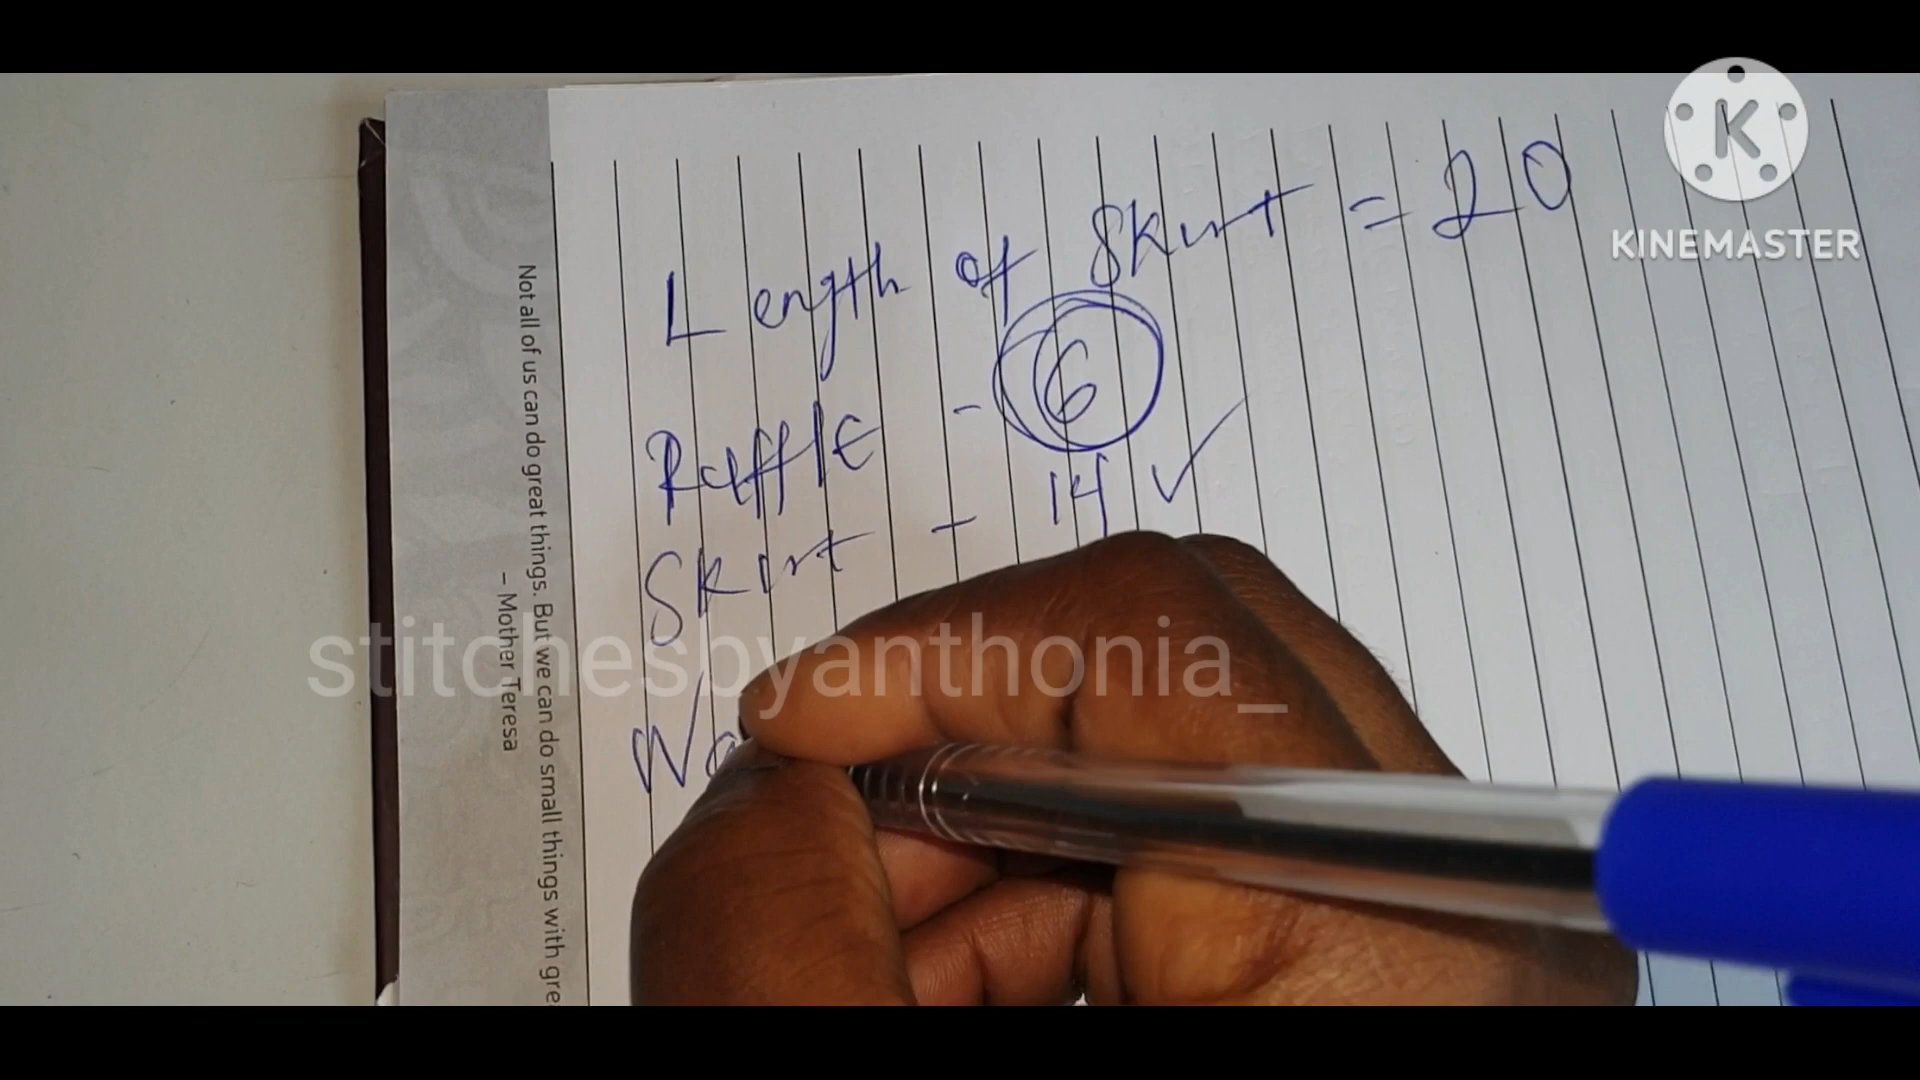 KINEMASTER
Length of Skirt = 20
Ruffle - 6
Skirt - 14 ✓
stitchesbyanthonia_
Not all of us can do great things. But we can do small things with gre
– Mother Teresa